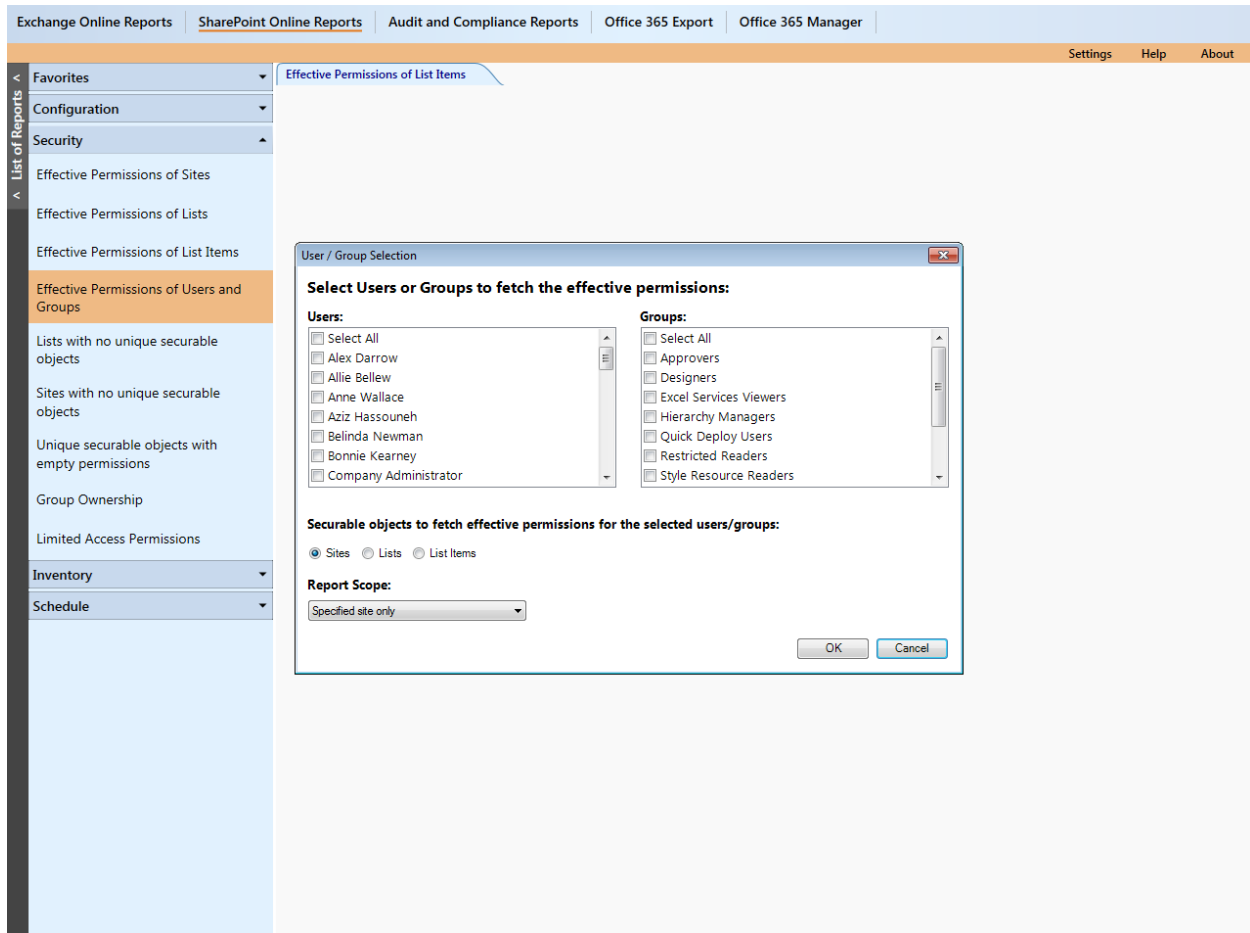 Exchange Online Reports SharePoint Online Reports Audit and Compliance Reports Office 365 Export Office 365 Manager
Settings Help About
< List of Reports <
Favorites
Configuration
Security
Effective Permissions of Sites
Effective Permissions of Lists
Effective Permissions of List Items
Effective Permissions of Users and
Groups
Lists with no unique securable
objects
Sites with no unique securable
objects
Unique securable objects with
empty permissions
Group Ownership
Limited Access Permissions
Inventory
Schedule
Effective Permissions of List Items
User / Group Selection
Select Users or Groups to fetch the effective permissions:
Users:
Select All
Alex Darrow
Allie Bellew
Anne Wallace
Aziz Hassouneh
Belinda Newman
Bonnie Kearney
Company Administrator
Groups:
Select All
Approvers
Designers
Excel Services Viewers
Hierarchy Managers
Quick Deploy Users
Restricted Readers
Style Resource Readers
Securable objects to fetch effective permissions for the selected users/groups:
Sites Lists List Items
Report Scope:
Specified site only
OK Cancel